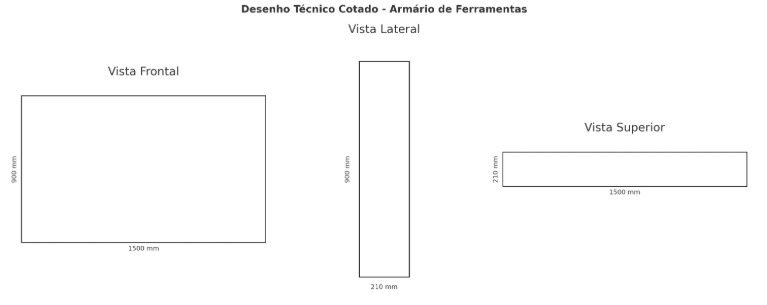 Desenho Técnico Cotado - Armário de Ferramentas
Vista Frontal
900 mm
1500 mm
Vista Lateral
900 mm
210 mm
Vista Superior
210 mm
1500 mm